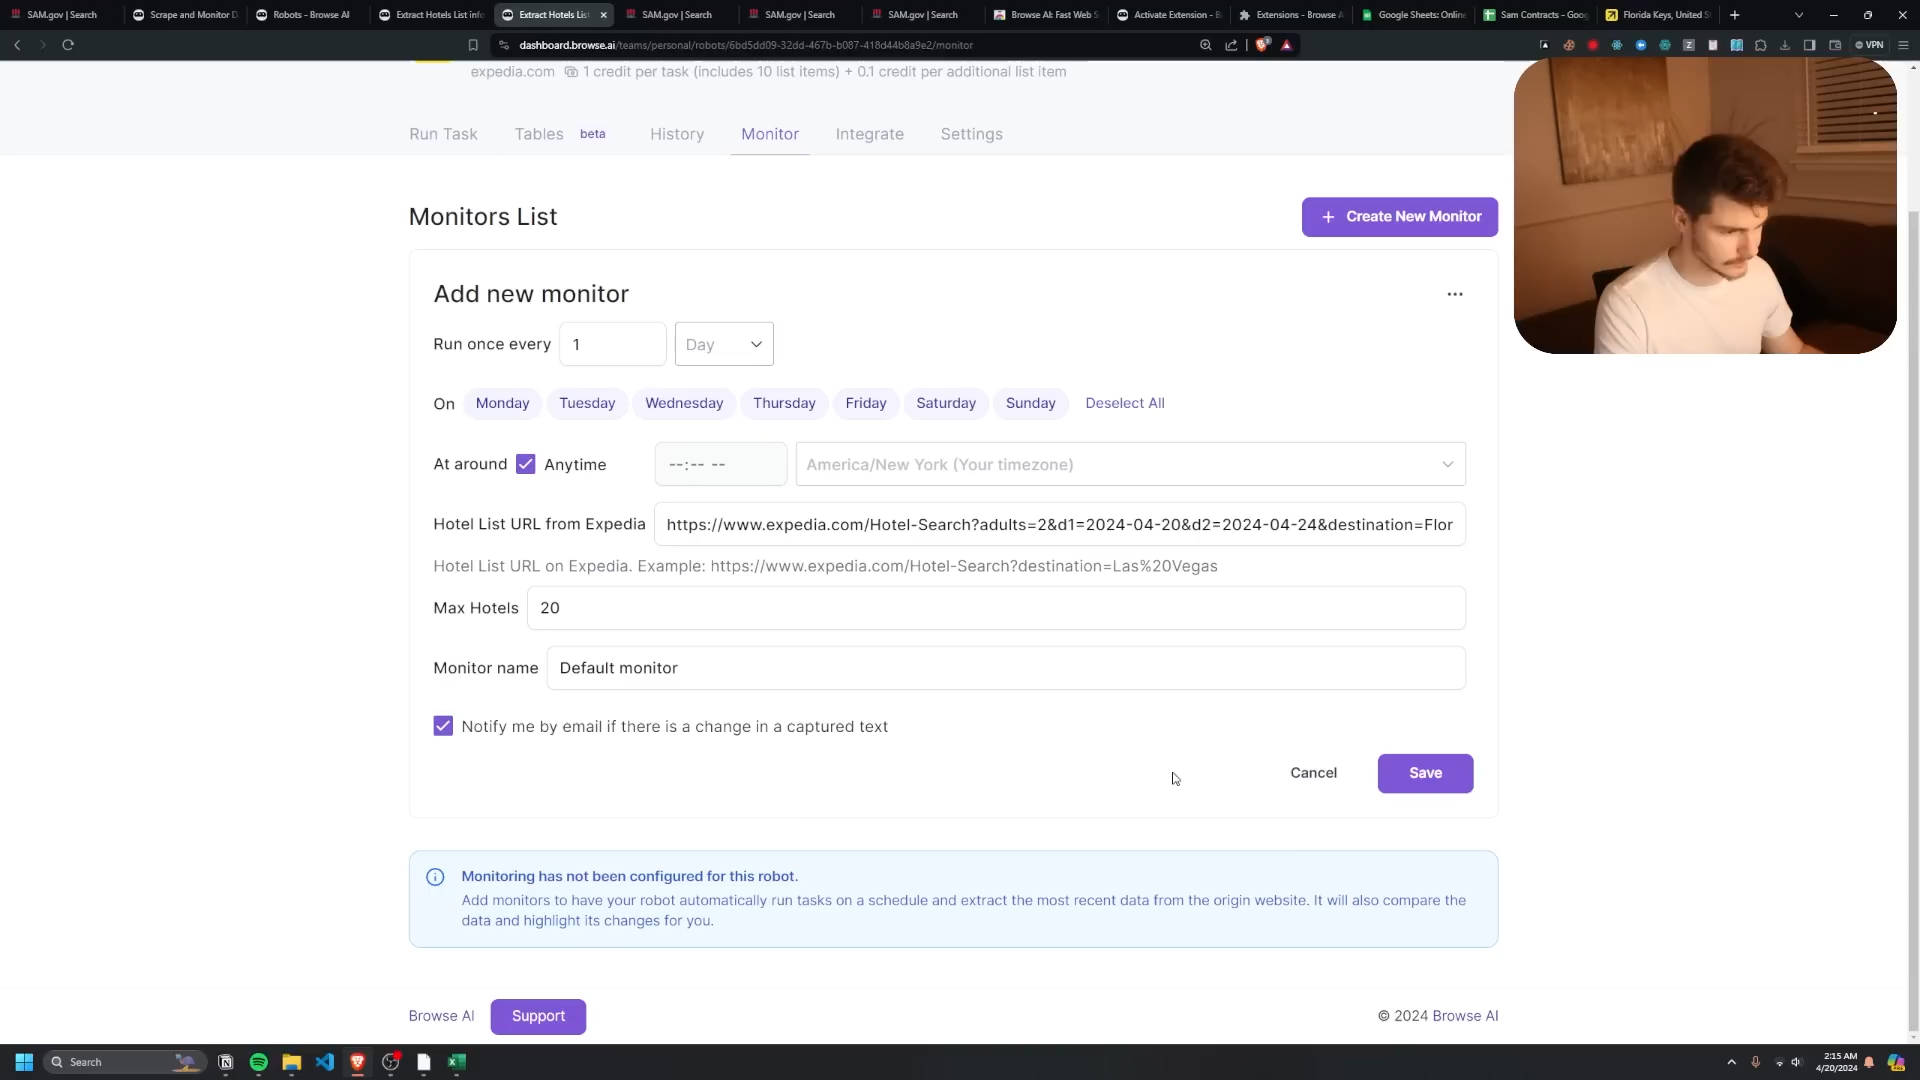 SAM.gov | Search
Scrape and Monitor D
Robots - Browse AI
Extract Hotels List info
Extract Hotels List
SAM.gov | Search
SAM.gov | Search
SAM.gov | Search
Browse AI: Fast Web S
Activate Extension - B
Extensions - Browse A
Google Sheets: Online
Sam Contracts - Goog
Florida Keys, United St
dashboard.browse.ai/teams/personal/robots/6bd5dd09-32dd-467b-b087-418d44b8a9e2/monitor
VPN
expedia.com 1 credit per task (includes 10 list items) + 0.1 credit per additional list item
Run Task Tables beta History Monitor Integrate Settings
Monitors List
+ Create New Monitor
Add new monitor
Run once every 1 Day
On Monday Tuesday Wednesday Thursday Friday Saturday Sunday Deselect All
At around Anytime --:-- -- America/New York (Your timezone)
Hotel List URL from Expedia https://www.expedia.com/Hotel-Search?adults=2&d1=2024-04-20&d2=2024-04-24&destination=Flor
Hotel List URL on Expedia. Example: https://www.expedia.com/Hotel-Search?destination=Las%20Vegas
Max Hotels 20
Monitor name Default monitor
Notify me by email if there is a change in a captured text
Cancel Save
Monitoring has not been configured for this robot.
Add monitors to have your robot automatically run tasks on a schedule and extract the most recent data from the origin website. It will also compare the
data and highlight its changes for you.
Browse AI Support © 2024 Browse AI
Search
2:15 AM
4/20/2024